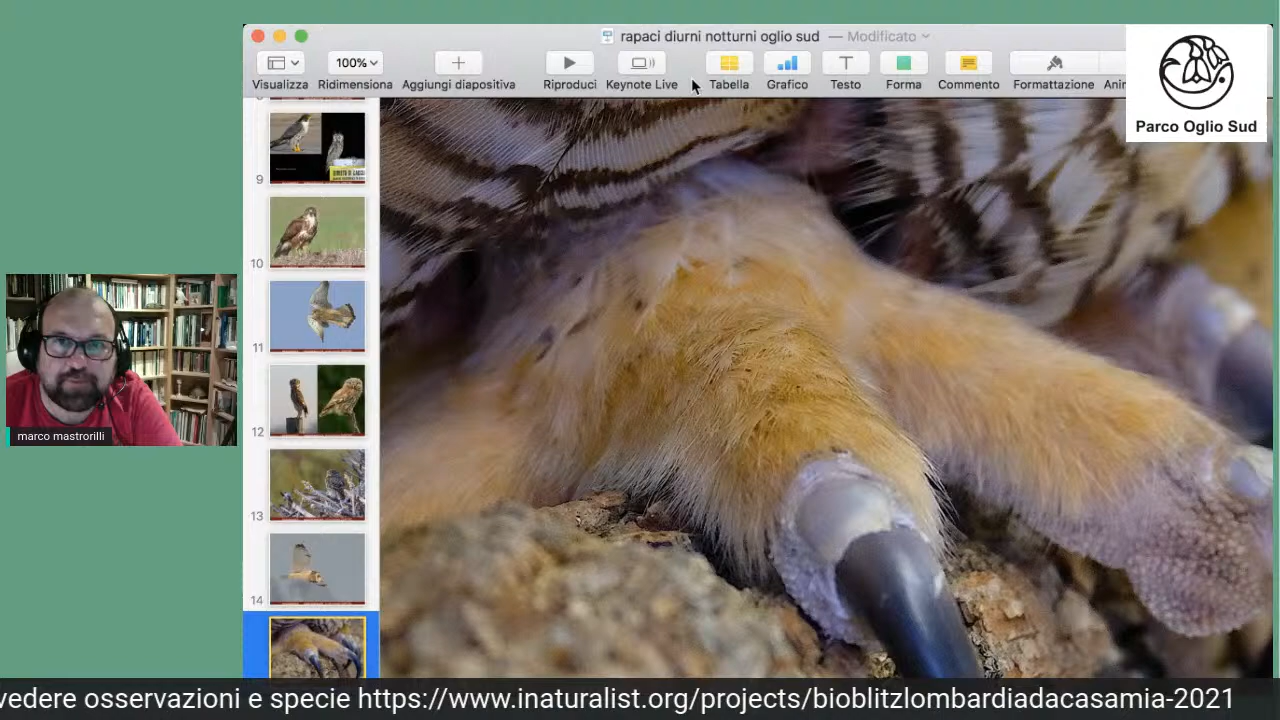 rapaci diurni notturni oglio sud — Modificato
100%
Visualizza Ridimensiona Aggiungi diapositiva Riproduci Keynote Live Tabella Grafico Testo Forma Commento Formattazione Anim
Parco Oglio Sud
9
10
11
12
13
14
marco mastrorilli
vedere osservazioni e specie https://www.inaturalist.org/projects/bioblitzlombardiadacasamia-2021